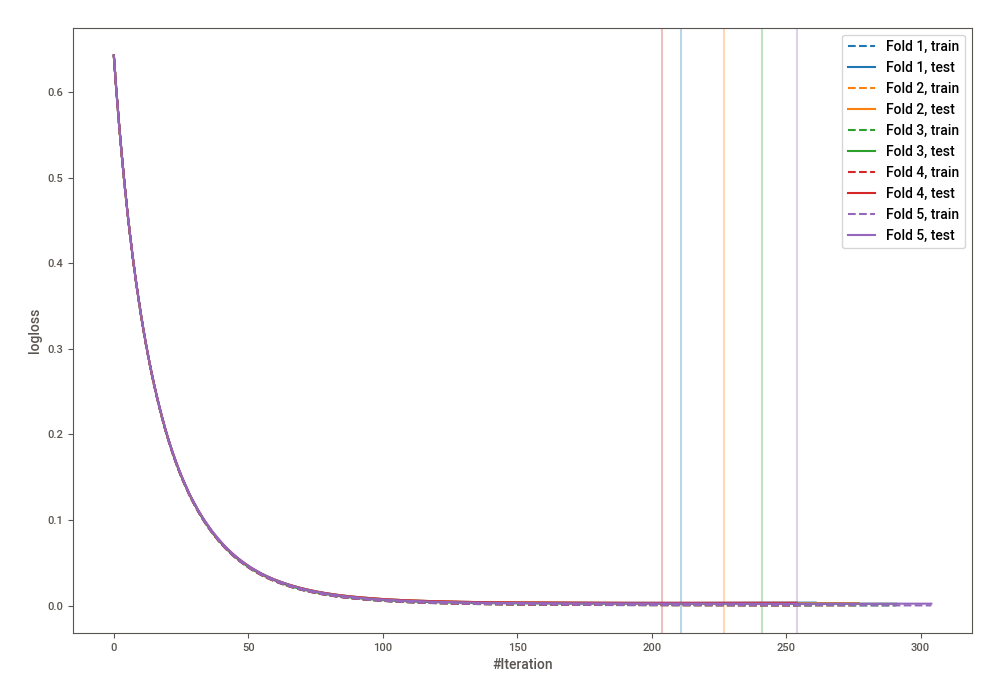 0.6
0.5
0.4
0.3
0.2
0.1
0.0
logloss
0
50
100
150
200
250
300
#Iteration
Fold 1, train
Fold 1, test
Fold 2, train
Fold 2, test
Fold 3, train
Fold 3, test
Fold 4, train
Fold 4, test
Fold 5, train
Fold 5, test